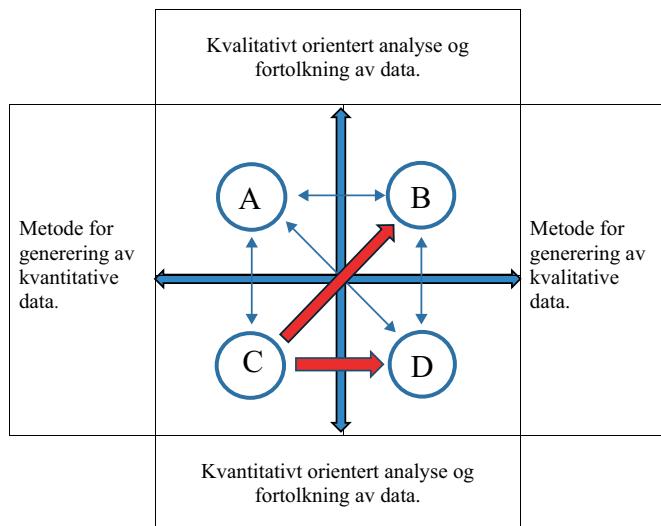 Kvalitativt orientert analyse og
fortolkning av data.
A
B
Metode for
generering av
kvantitative
data.
Metode for
generering av
kvalitative
data.
C
D
Kvantitativt orientert analyse og
fortolkning av data.